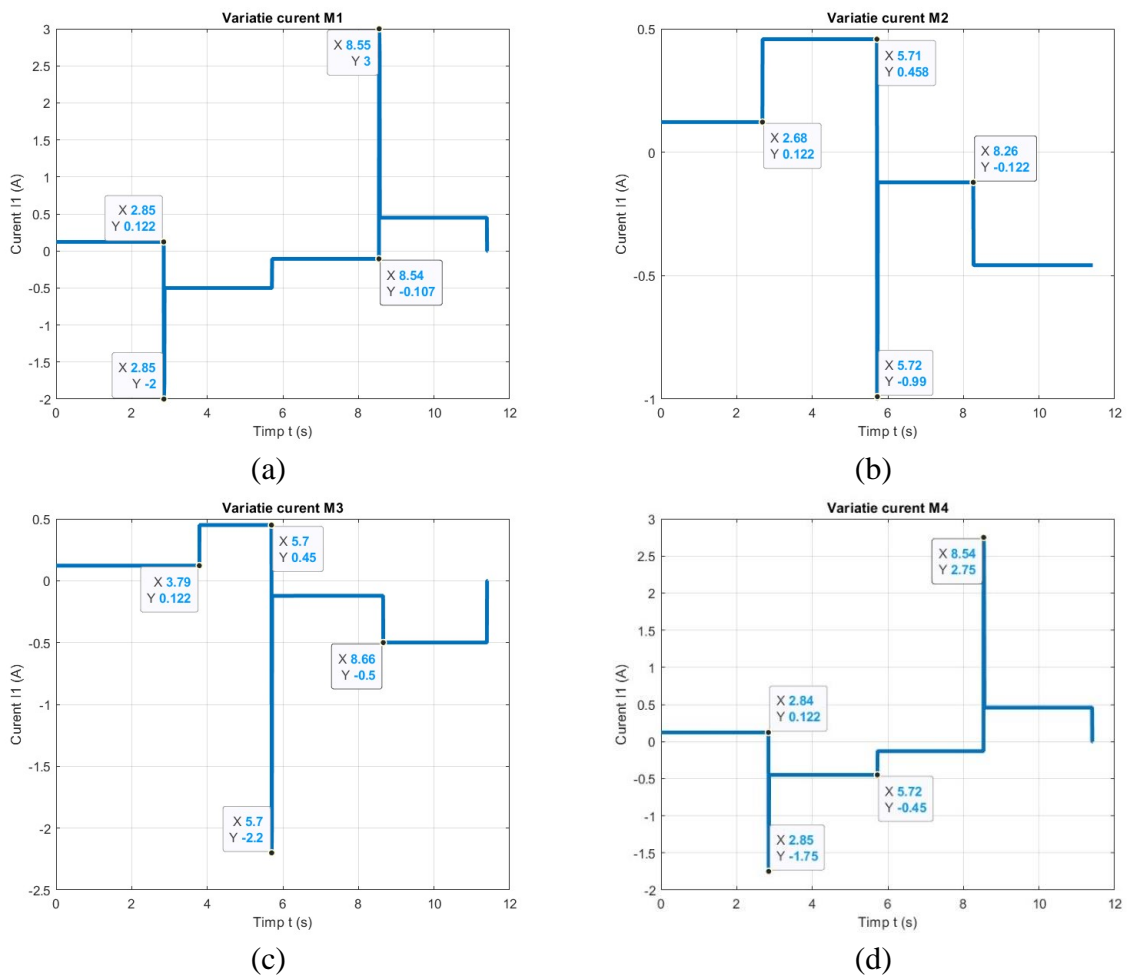 Variatie curent M1
3
2.5
2
1.5
1
0.5
0
-0.5
-1
-1.5
-2
Curent I1 (A)
X 8.55
Y 3
X 2.85
Y 0.122
X 8.54
Y -0.107
X 2.85
Y -2
0 2 4 6 8 10 12
Timp t (s)
(a)
Variatie curent M2
0.5
0
-0.5
-1
Curent I1 (A)
X 5.71
Y 0.458
X 2.68
Y 0.122
X 8.26
Y -0.122
X 5.72
Y -0.99
0 2 4 6 8 10 12
Timp t (s)
(b)
Variatie curent M3
0.5
0
-0.5
-1
-1.5
-2
-2.5
Curent I1 (A)
X 5.7
Y 0.45
X 3.79
Y 0.122
X 8.66
Y -0.5
X 5.7
Y -2.2
0 2 4 6 8 10 12
Timp t (s)
(c)
Variatie curent M4
3
2.5
2
1.5
1
0.5
0
-0.5
-1
-1.5
-2
Curent I1 (A)
X 8.54
Y 2.75
X 2.84
Y 0.122
X 5.72
Y -0.45
X 2.85
Y -1.75
0 2 4 6 8 10 12
Timp t (s)
(d)